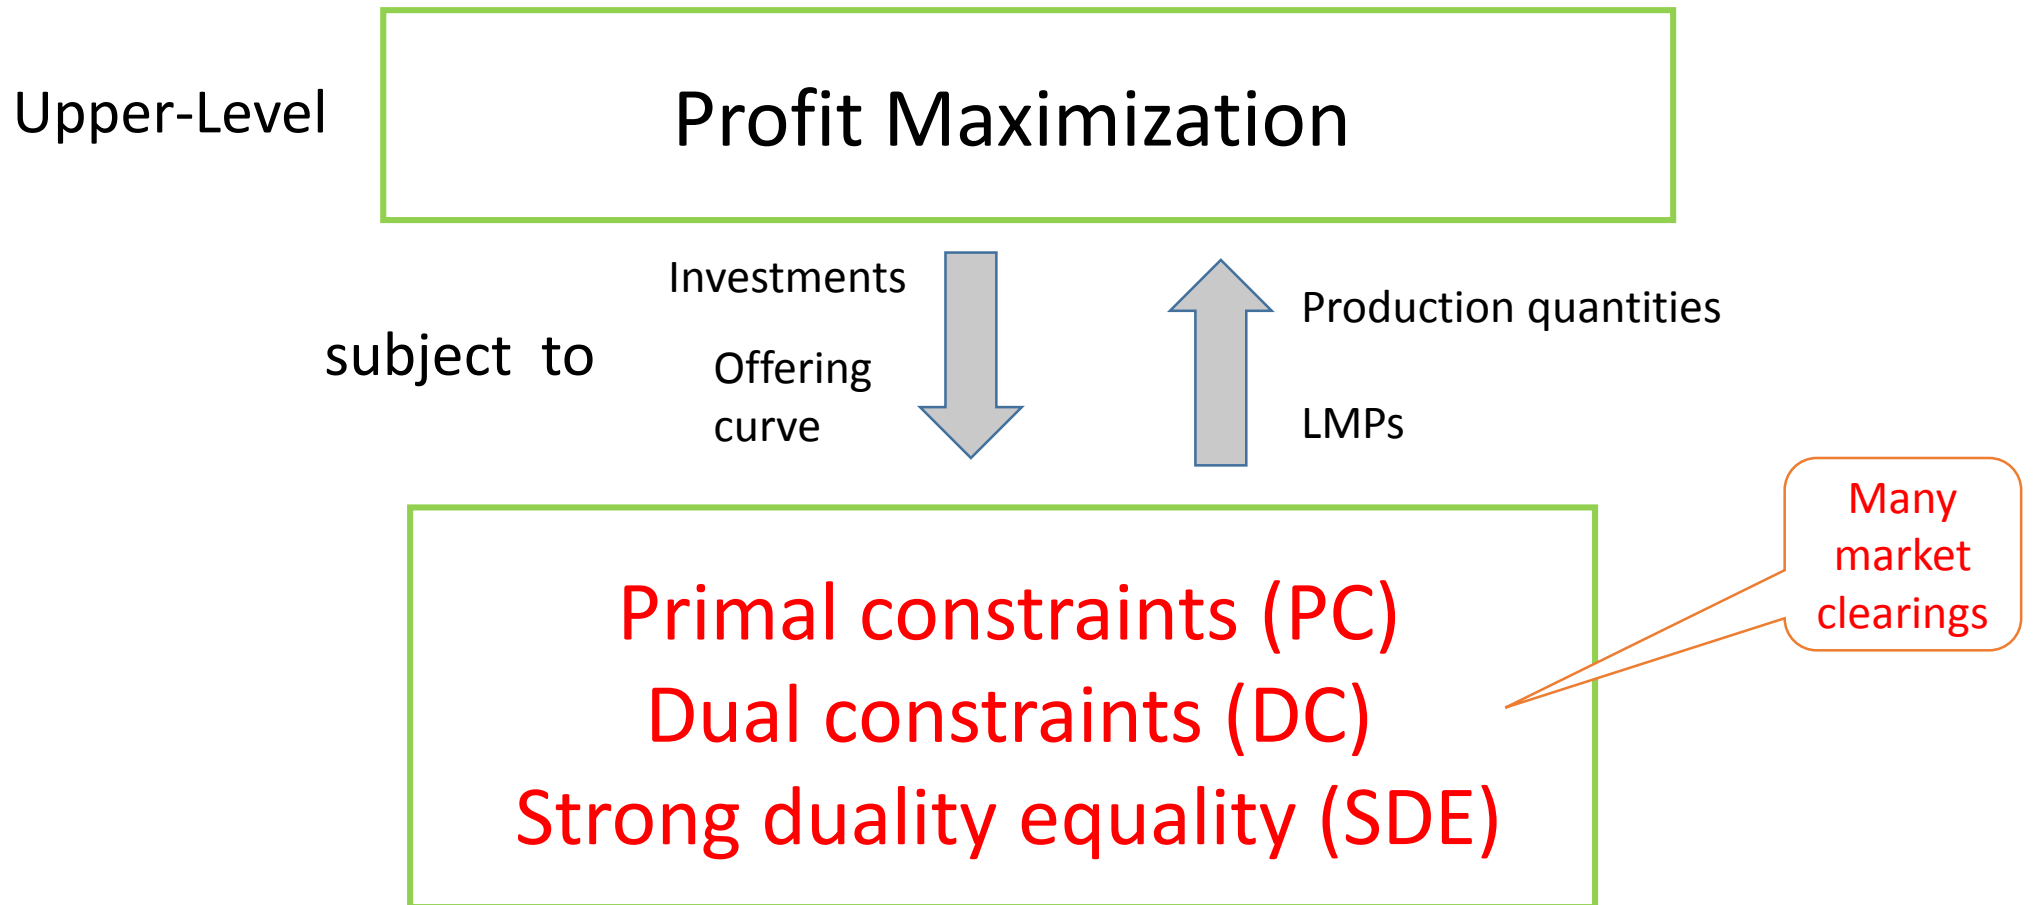 Upper-Level
Profit Maximization
subject to
Investments
Offering
curve
Production quantities
LMPs
Many
market
clearings
Primal constraints (PC)
Dual constraints (DC)
Strong duality equality (SDE)